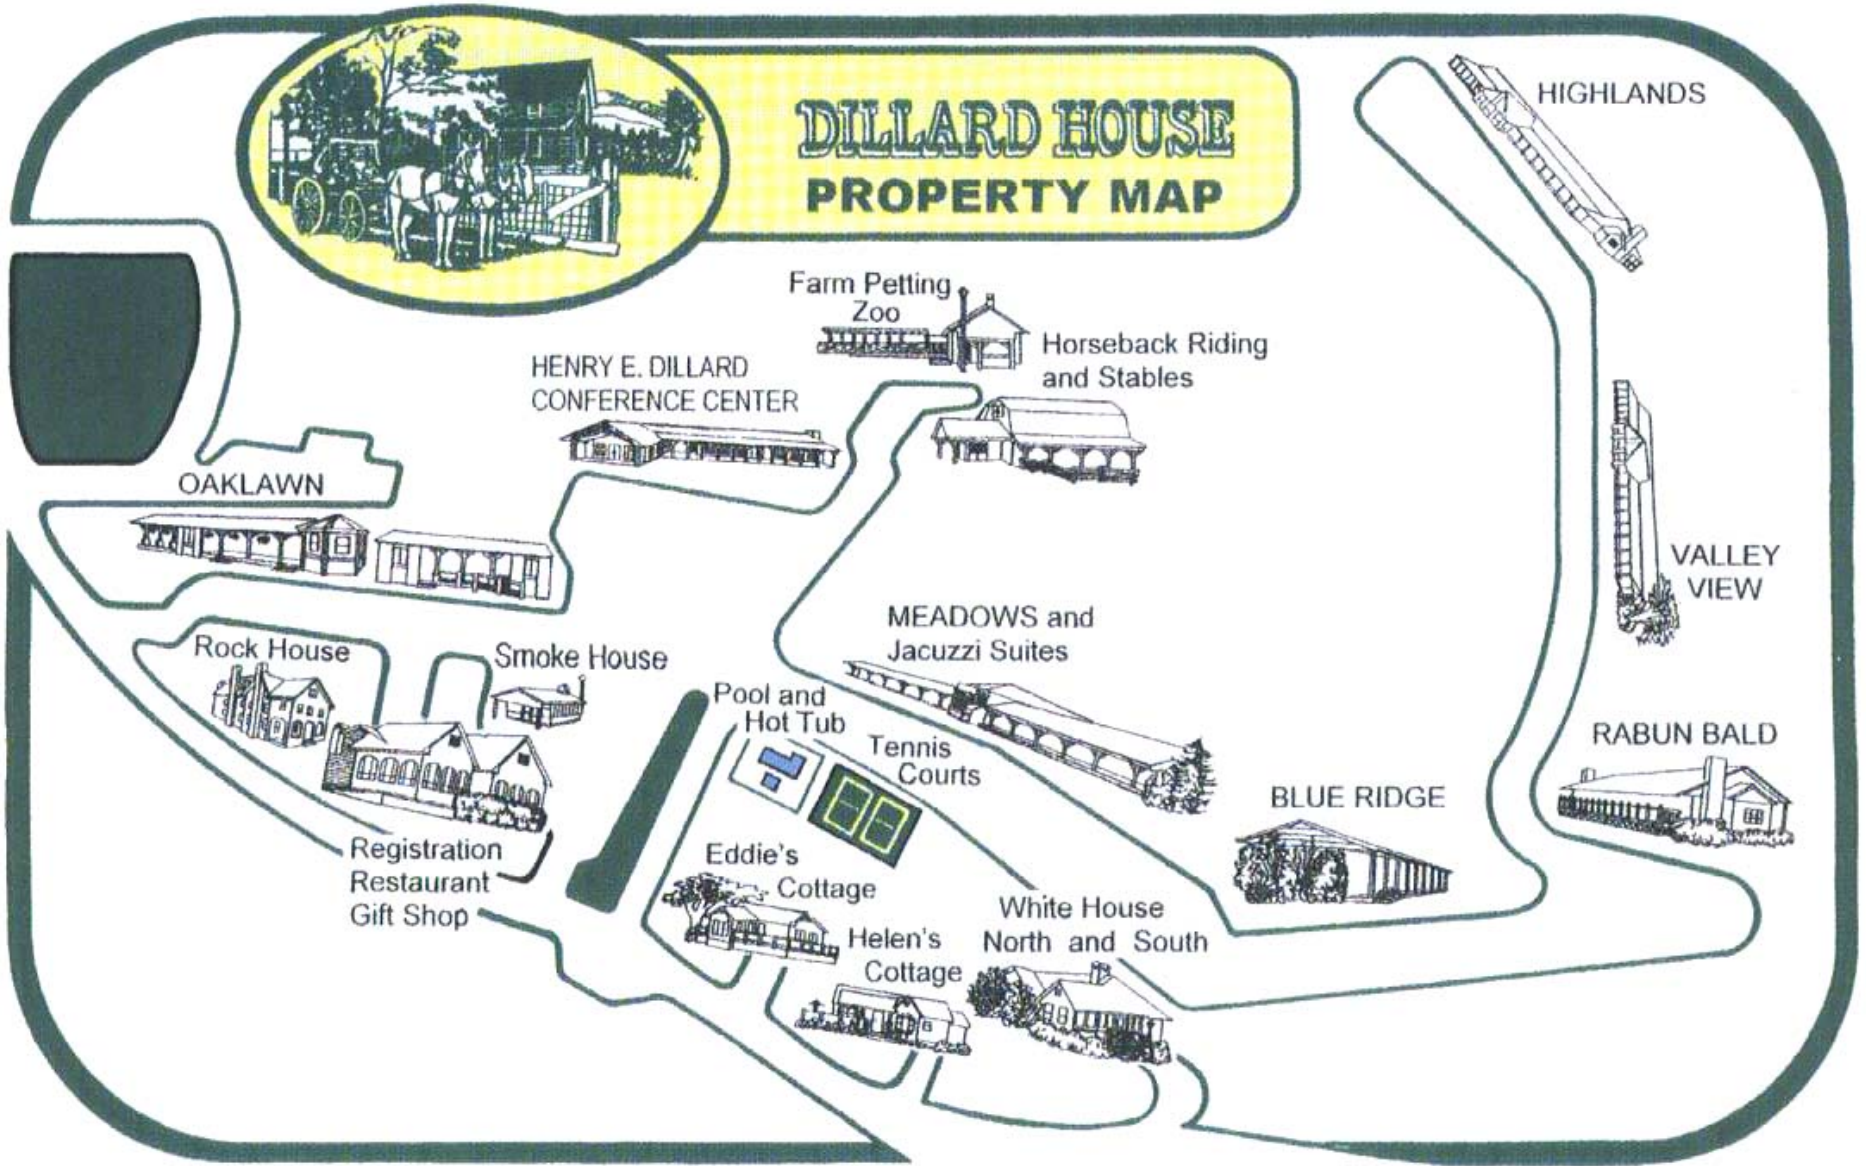 DILLARD HOUSE
PROPERTY MAP
HIGHLANDS
Farm Petting
Zoo
Horseback Riding
and Stables
HENRY E. DILLARD
CONFERENCE CENTER
OAKLAWN
VALLEY
VIEW
MEADOWS and
Jacuzzi Suites
Rock House
Smoke House
Pool and
Hot Tub
Tennis
Courts
RABUN BALD
BLUE RIDGE
Registration
Restaurant
Gift Shop
Eddie's
Cottage
White House
North and South
Helen's
Cottage